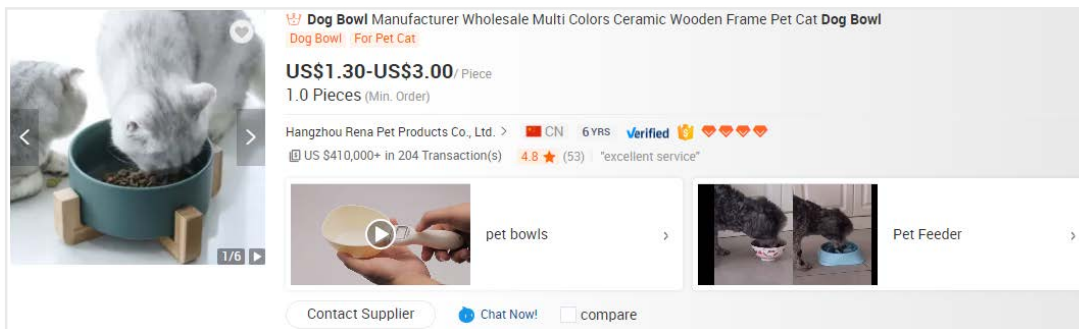 Dog Bowl Manufacturer Wholesale Multi Colors Ceramic Wooden Frame Pet Cat Dog Bowl
Dog Bowl For Pet Cat
US$1.30-US$3.00/ Piece
1.0 Pieces (Min. Order)
Hangzhou Rena Pet Products Co., Ltd. > CN 6 YRS Verified
US $410,000+ in 204 Transaction(s) 4.8 (53) "excellent service"
1/6
pet bowls >
Pet Feeder >
Contact Supplier Chat Now! compare